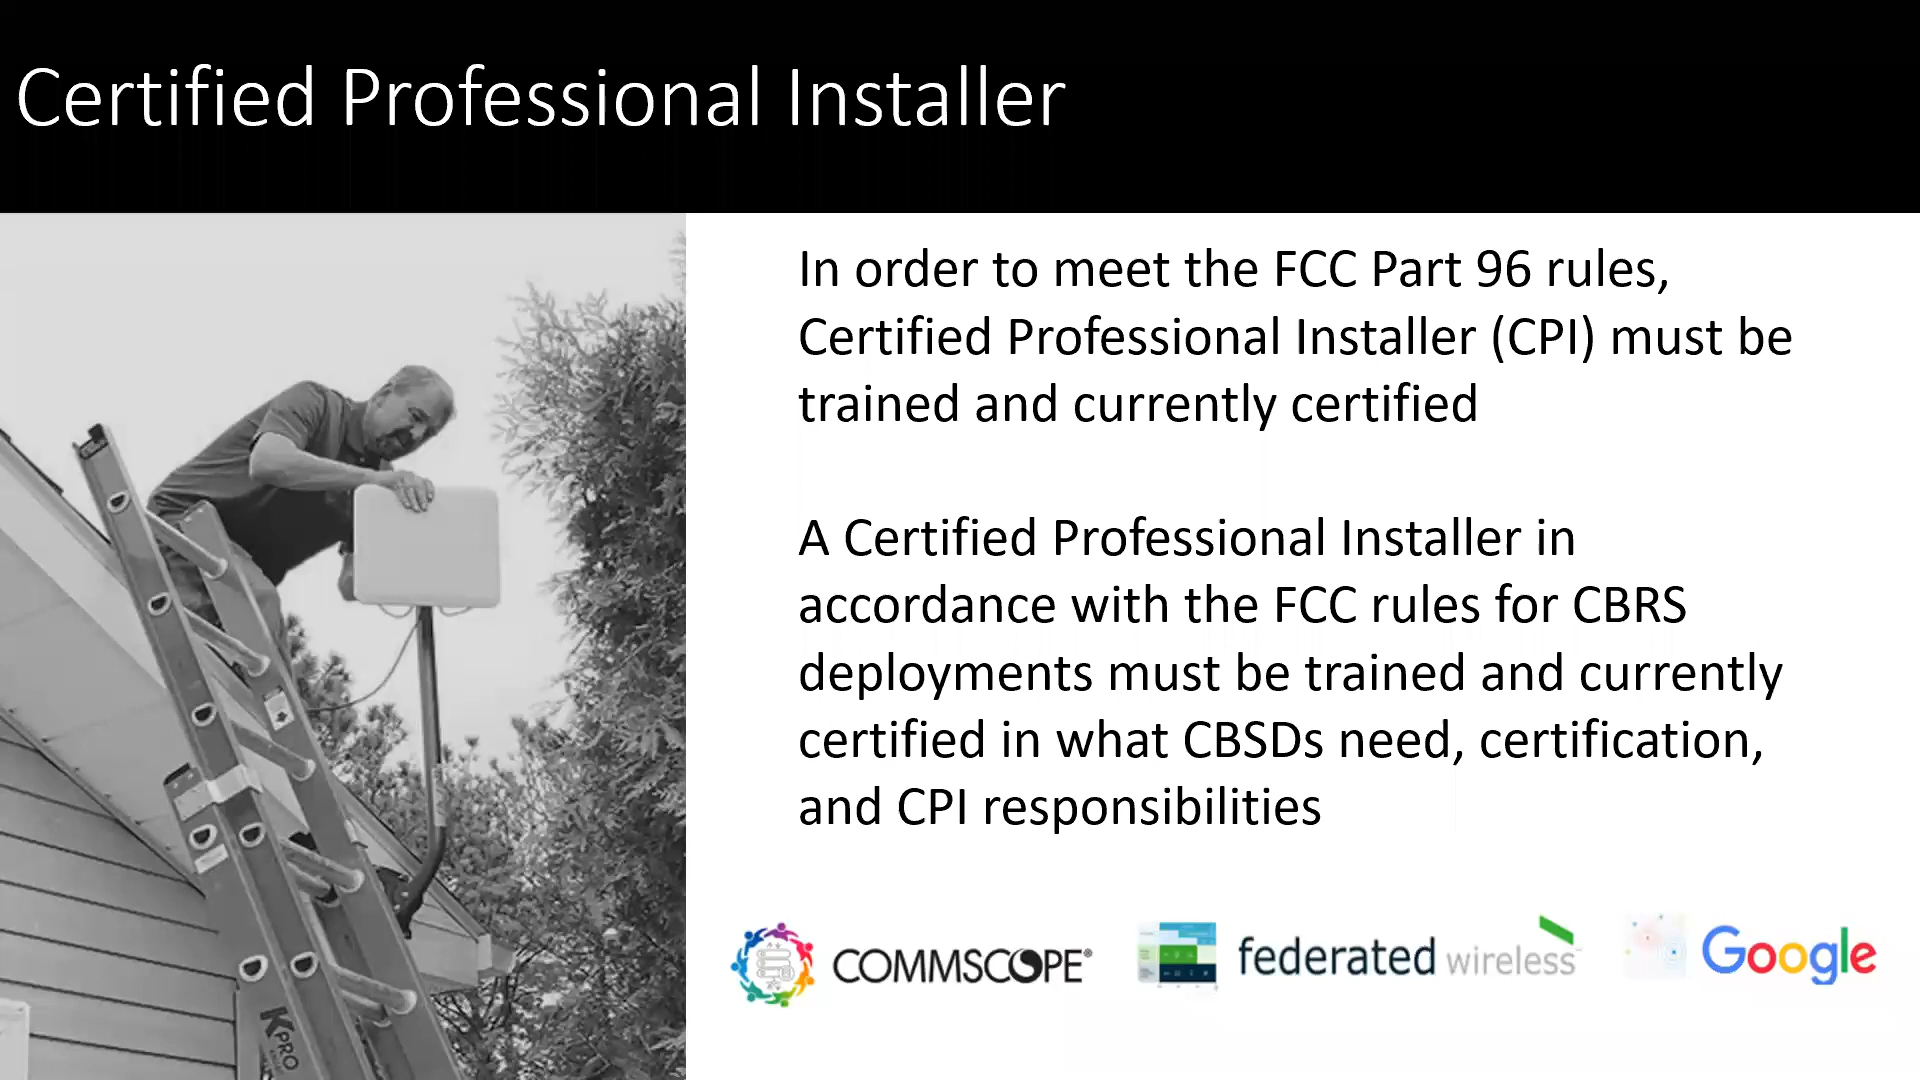 Certified Professional Installer
In order to meet the FCC Part 96 rules,
Certified Professional Installer (CPI) must be
trained and currently certified
A Certified Professional Installer in
accordance with the FCC rules for CBRS
deployments must be trained and currently
certified in what CBSDs need, certification,
and CPI responsibilities
COMMSCOPE®
federated wireless
Google
KPRO